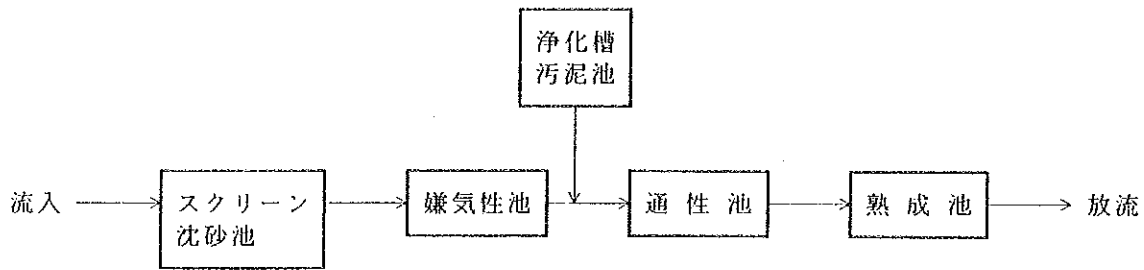 浄化槽
汚泥池
流入
スクリーン
沈砂池
嫌気性池
通性池
熟成池
放流